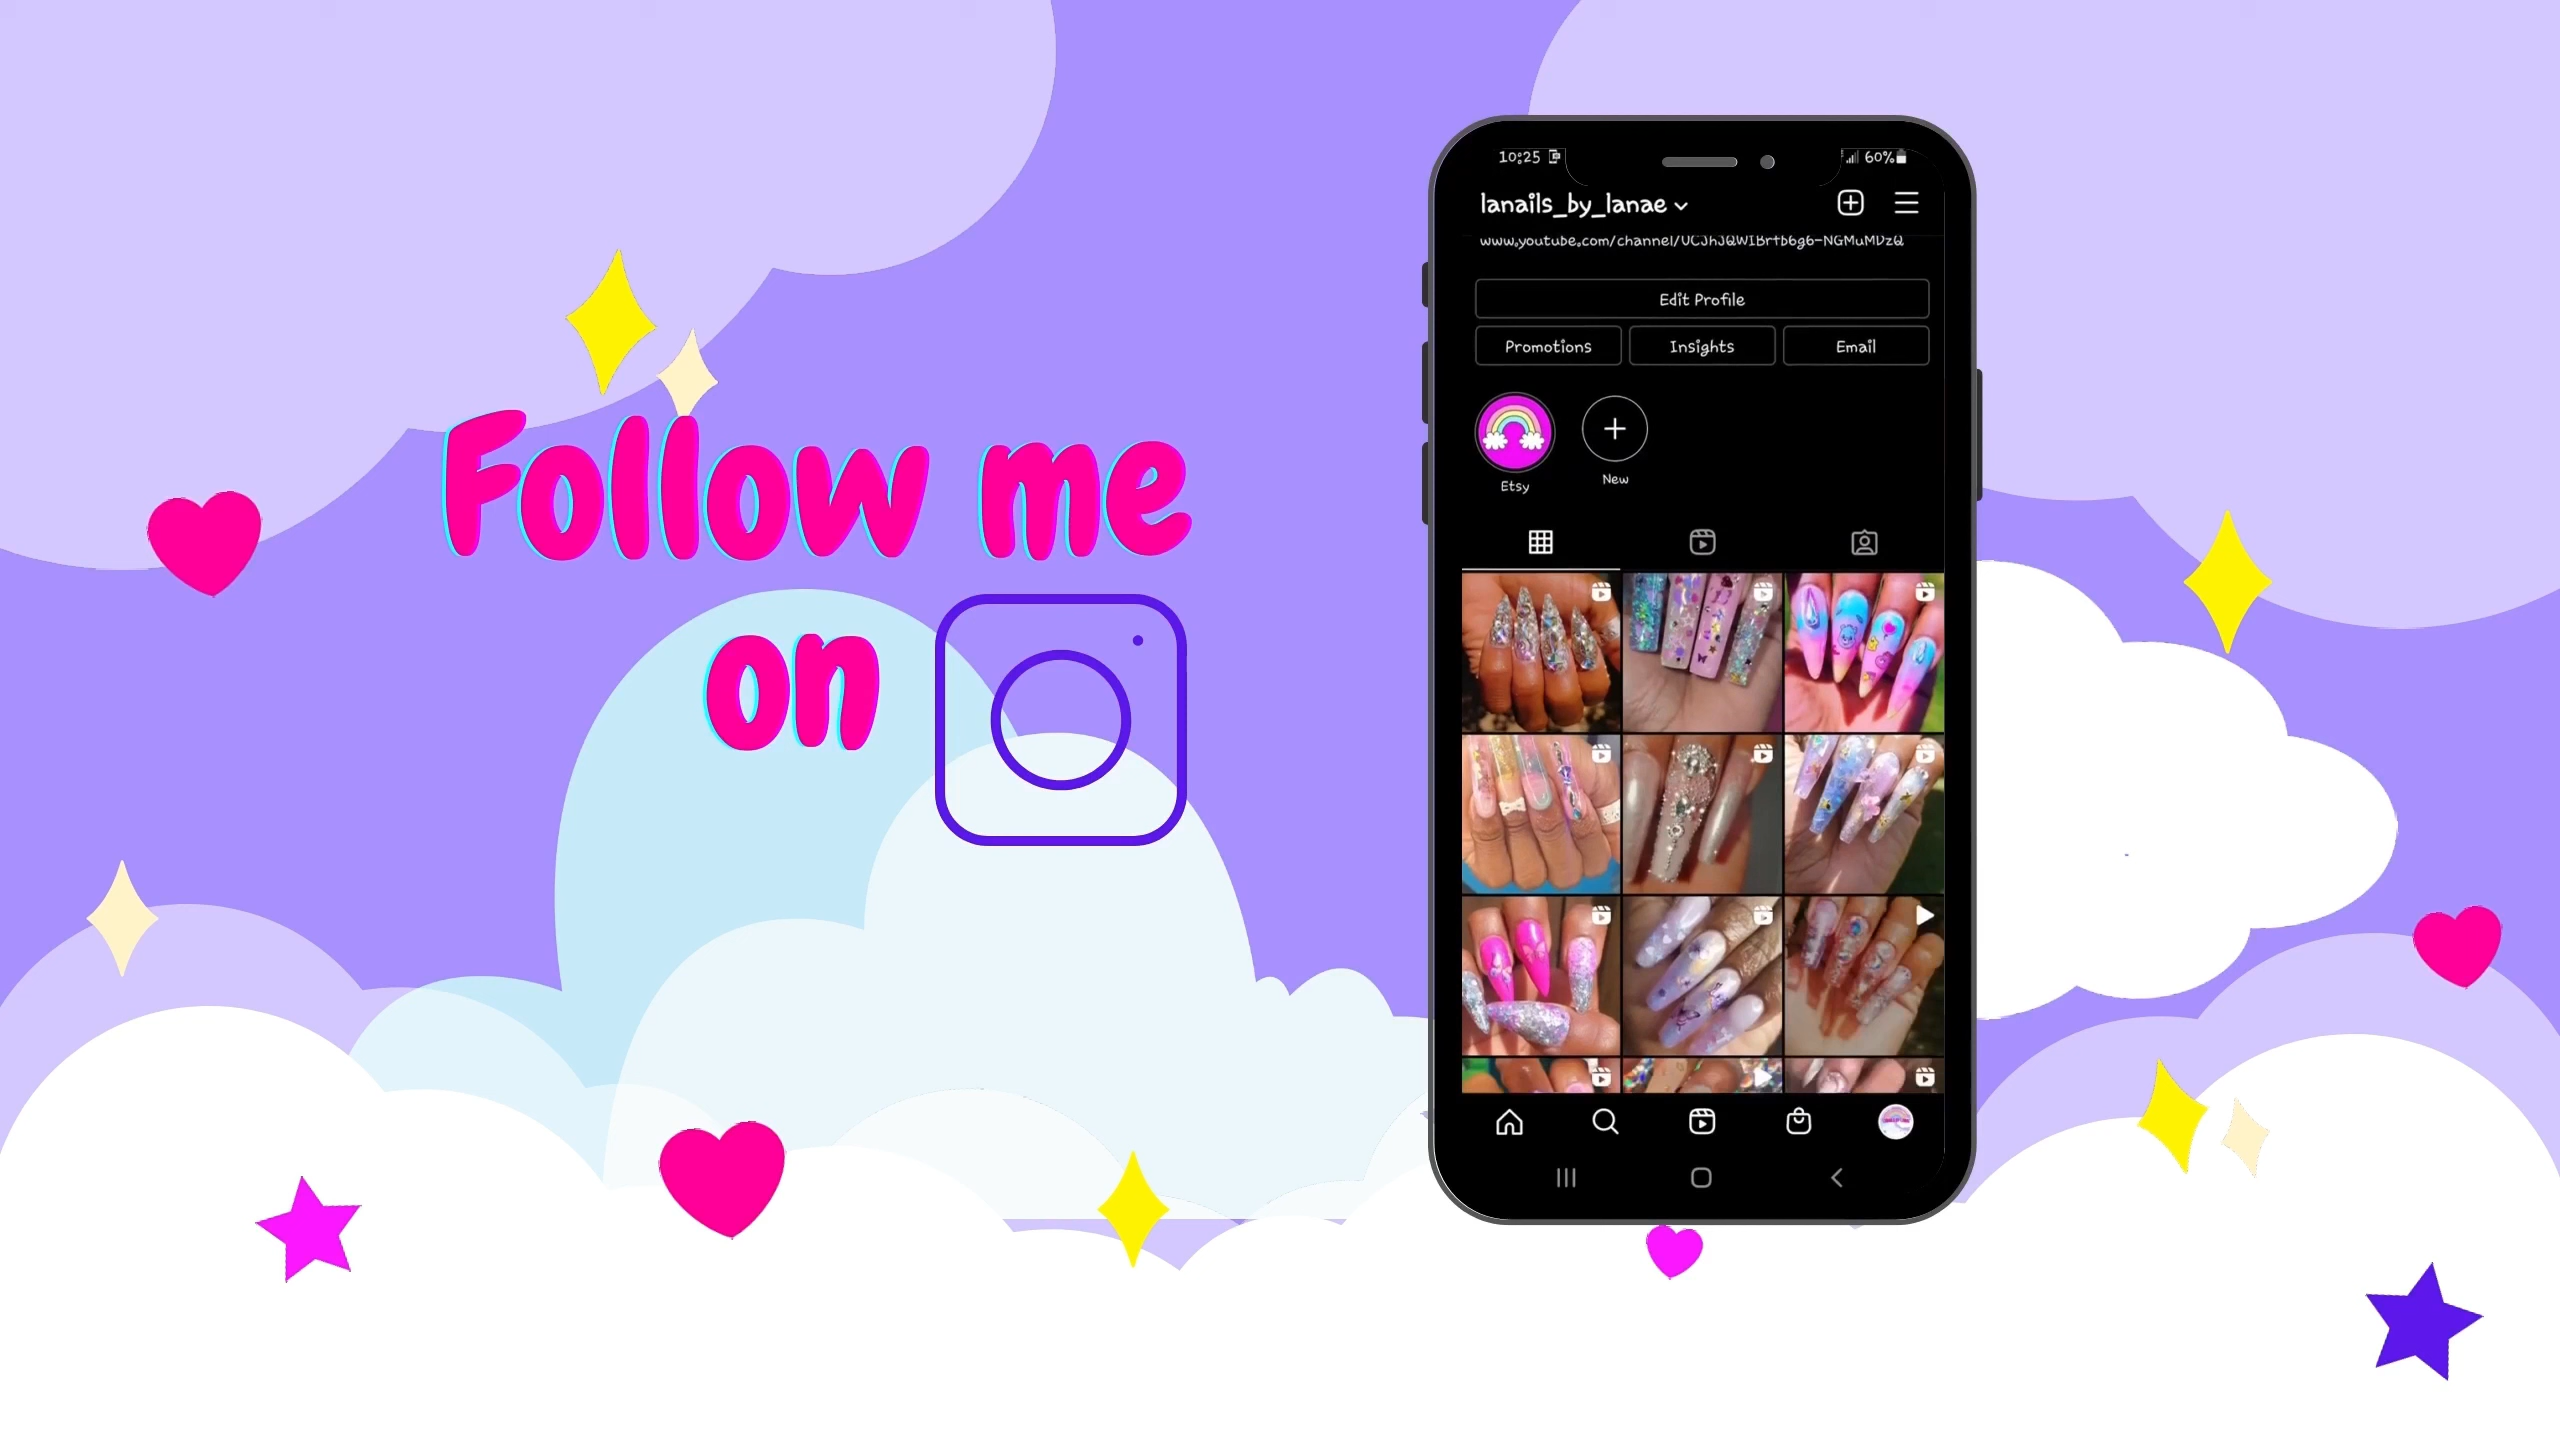 Follow me
on
10:25
60%
lanails_by_lanae
Edit Profile
Promotions
Insights
Email
Etsy
New